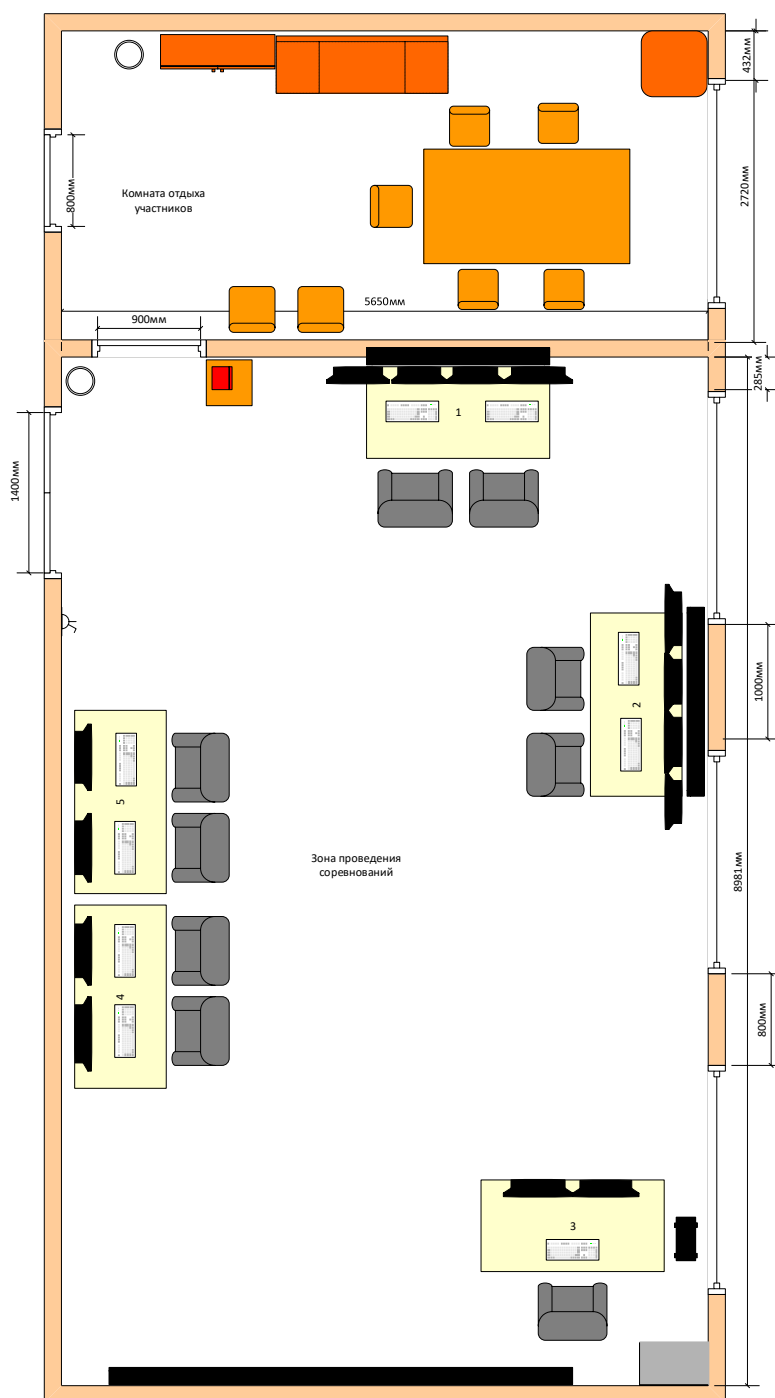 432мм
2720мм
800мм
Комната отдыха
участников
5650мм
900мм
285мм
1
1400мм
2
1000мм
5
Зона проведения
соревнований
8981мм
4
800мм
3